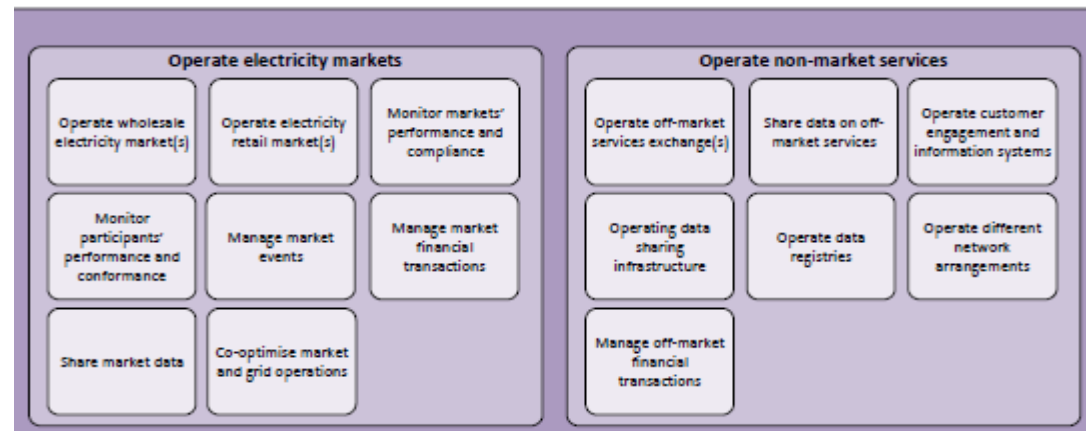 Operate electricity markets
Operate wholesale
electricity market(s)
Operate electricity
retail market(s)
Monitor markets'
performance and
compliance
Monitor
participants'
performance and
conformance
Manage market
events
Manage market
financial
transactions
Share market data
Co-optimise market
and grid operations
Operate non-market services
Operate off-market
services exchange(s)
Share data on off-
market services
Operate customer
engagement and
information systems
Operating data
sharing
infrastructure
Operate data
registries
Operate different
network
arrangements
Manage off-market
financial
transactions